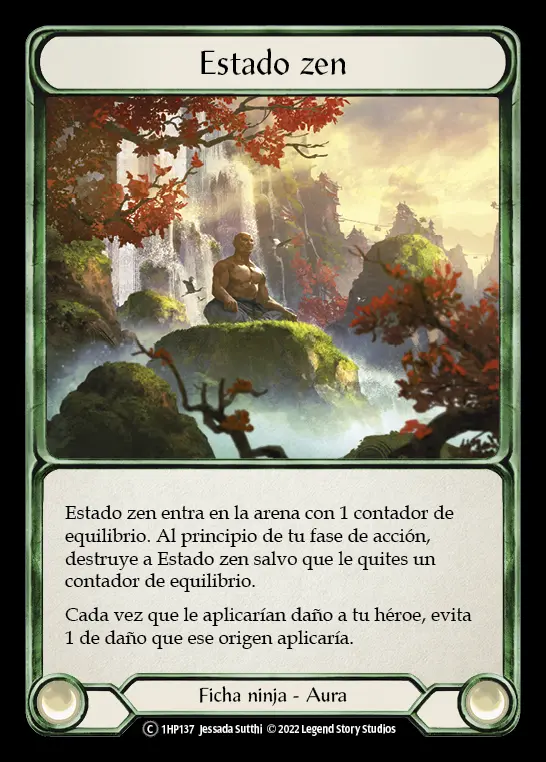 Estado zen
Estado zen entra en la arena con 1 contador de
equilibrio. Al principio de tu fase de acción,
destruye a Estado zen salvo que le quites un
contador de equilibrio.
Cada vez que le aplicarían daño a tu héroe, evita
1 de daño que ese origen aplicaría.
Ficha ninja - Aura
C 1HP137 Jessada Sutthi © 2022 Legend Story Studios